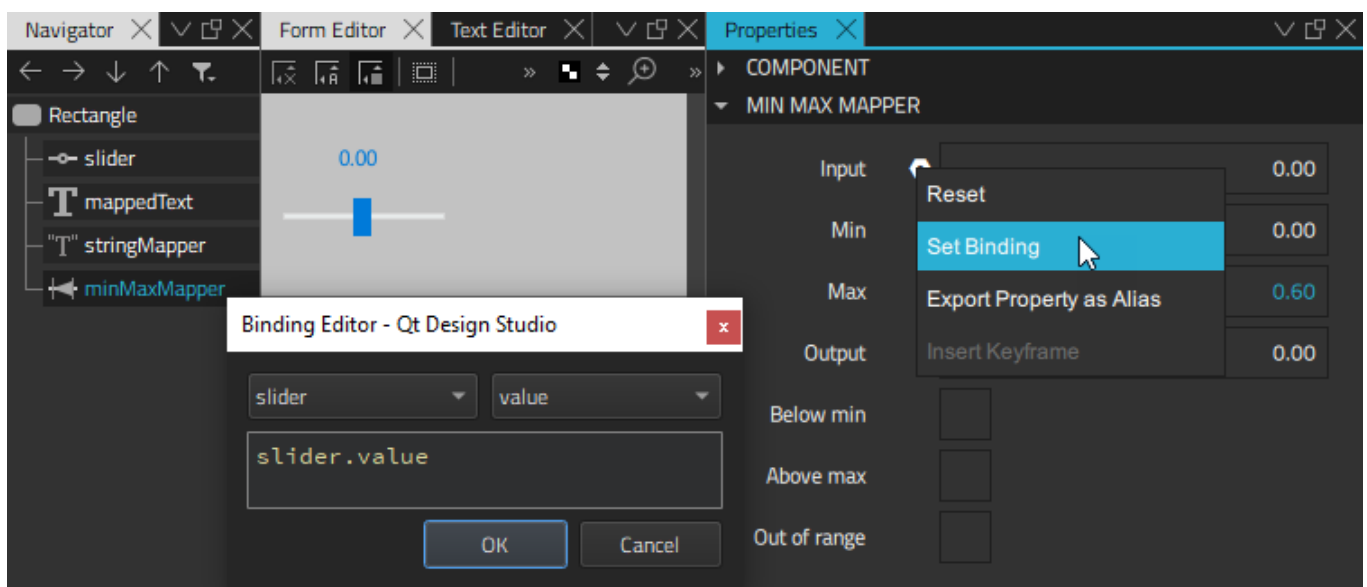 Navigator
Form Editor
Text Editor
Properties
Rectangle
slider
T mappedText
"T" stringMapper
minMaxMapper
0.00
Binding Editor - Qt Design Studio
x
slider
value
slider.value
OK
Cancel
COMPONENT
MIN MAX MAPPER
Input 0.00
Min 0.00
Max 0.60
Output 0.00
Below min
Above max
Out of range
Reset
Set Binding
Export Property as Alias
Insert Keyframe